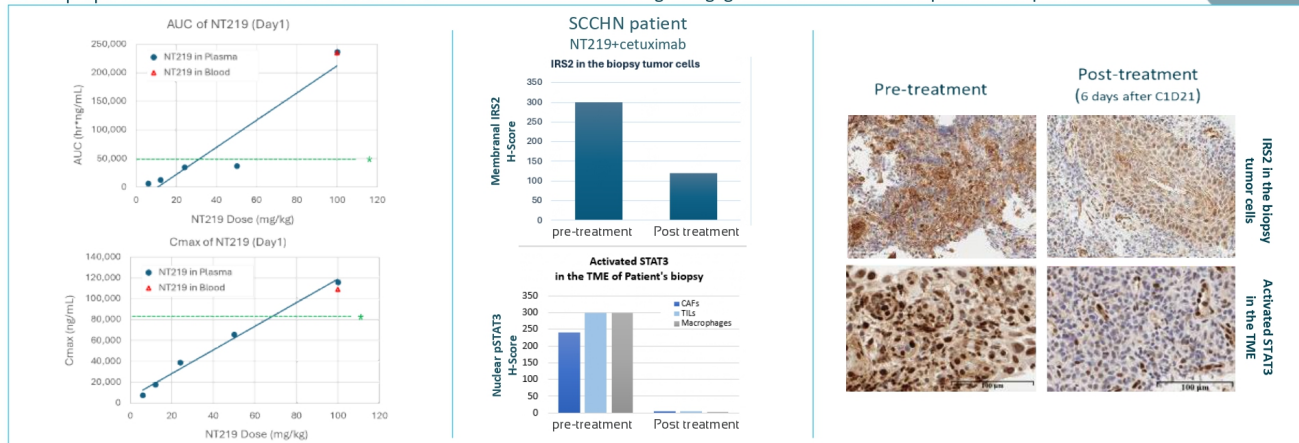 AUC of NT219 (Day1)
250,000
200,000
150,000
100,000
50,000
0
NT219 in Plasma
NT219 in Blood
*
AUC (hr*ng/mL)
0 20 40 60 80 100 120
NT219 Dose (mg/kg)
Cmax of NT219 (Day1)
140,000
120,000
100,000
80,000
60,000
40,000
20,000
0
NT219 in Plasma
NT219 in Blood
*
Cmax (ng/mL)
0 20 40 60 80 100 120
NT219 Dose (mg/kg)
SCCHN patient
NT219+cetuximab
IRS2 in the biopsy tumor cells
Membranal IRS2
H-Score
350
300
250
200
150
100
50
0
pre-treatment Post treatment
Activated STAT3
in the TME of Patient's biopsy
Nuclear pSTAT3
H-Score
350
300
250
200
150
100
50
0
CAFs
TILs
Macrophages
pre-treatment Post treatment
Pre-treatment
Post-treatment
(6 days after C1D21)
IRS2 in the biopsy
tumor cells
Activated STAT3
in the TME
100 µm
100 µm